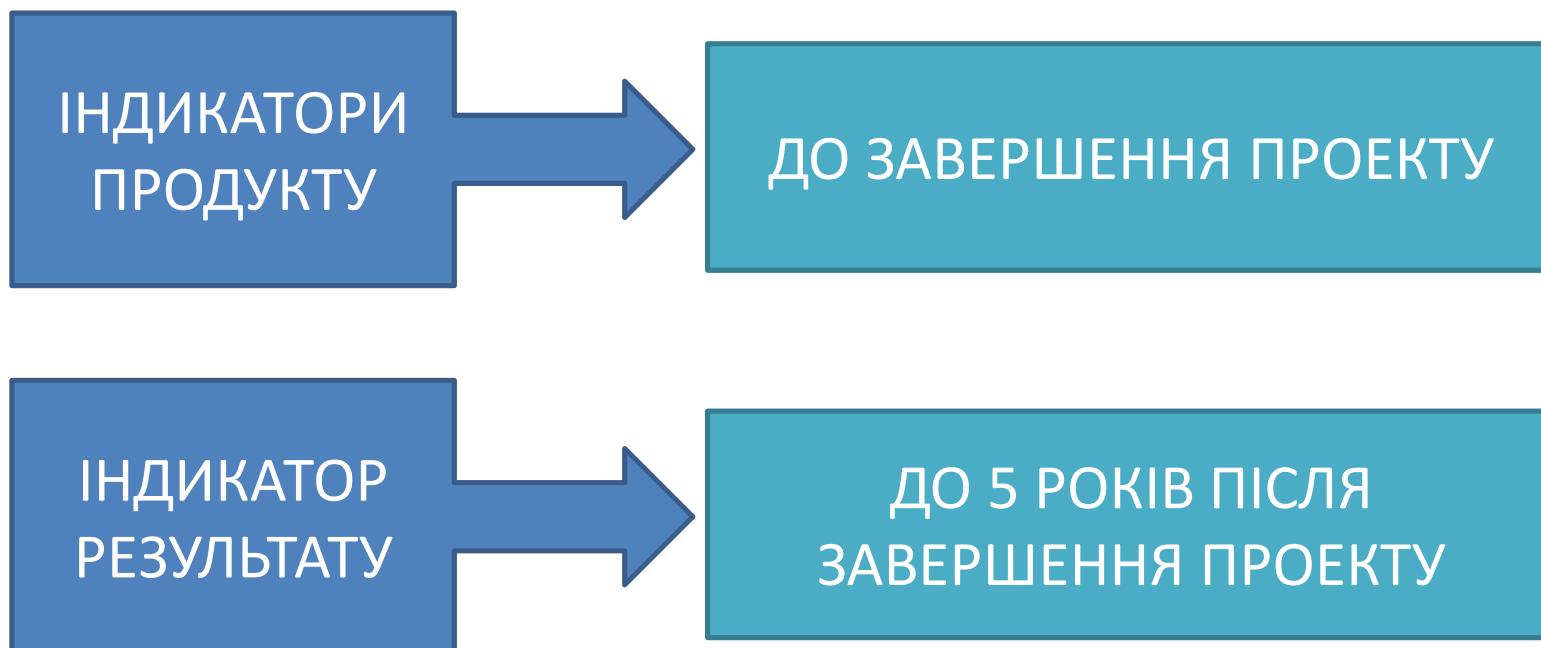 ІНДИКАТОРИ
ПРОДУКТУ
ДО ЗАВЕРШЕННЯ ПРОЕКТУ
ІНДИКАТОР
РЕЗУЛЬТАТУ
ДО 5 РОКІВ ПІСЛЯ
ЗАВЕРШЕННЯ ПРОЕКТУ